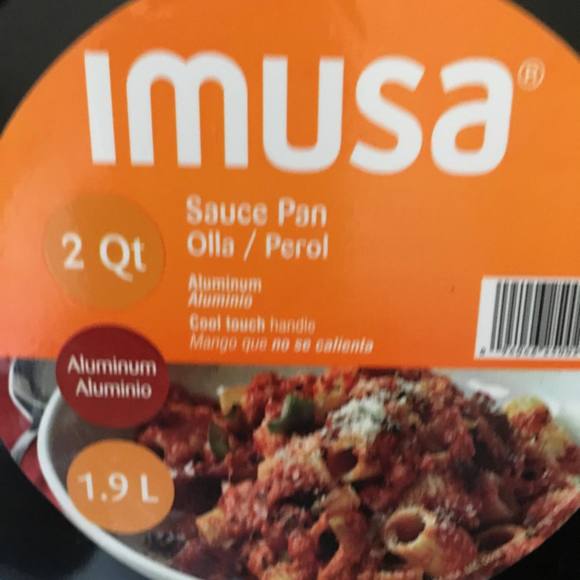 imusa®
Sauce Pan
Olla / Perol
2 Qt
Aluminum
Aluminio
Cool touch handle
Mango que no se calienta
Aluminum
Aluminio
1.9 L